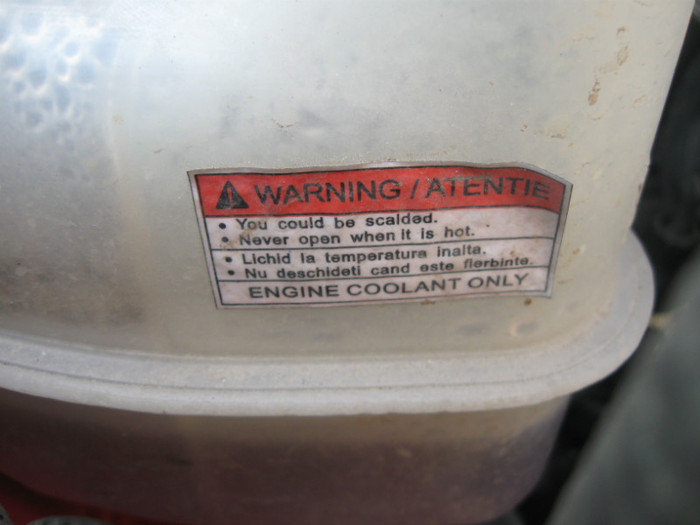 WARNING / ATENTIE
• You could be scalded.
• Never open when it is hot.
• Lichid la temperatura inalta.
• Nu deschideti cand este fierbinte.
ENGINE COOLANT ONLY